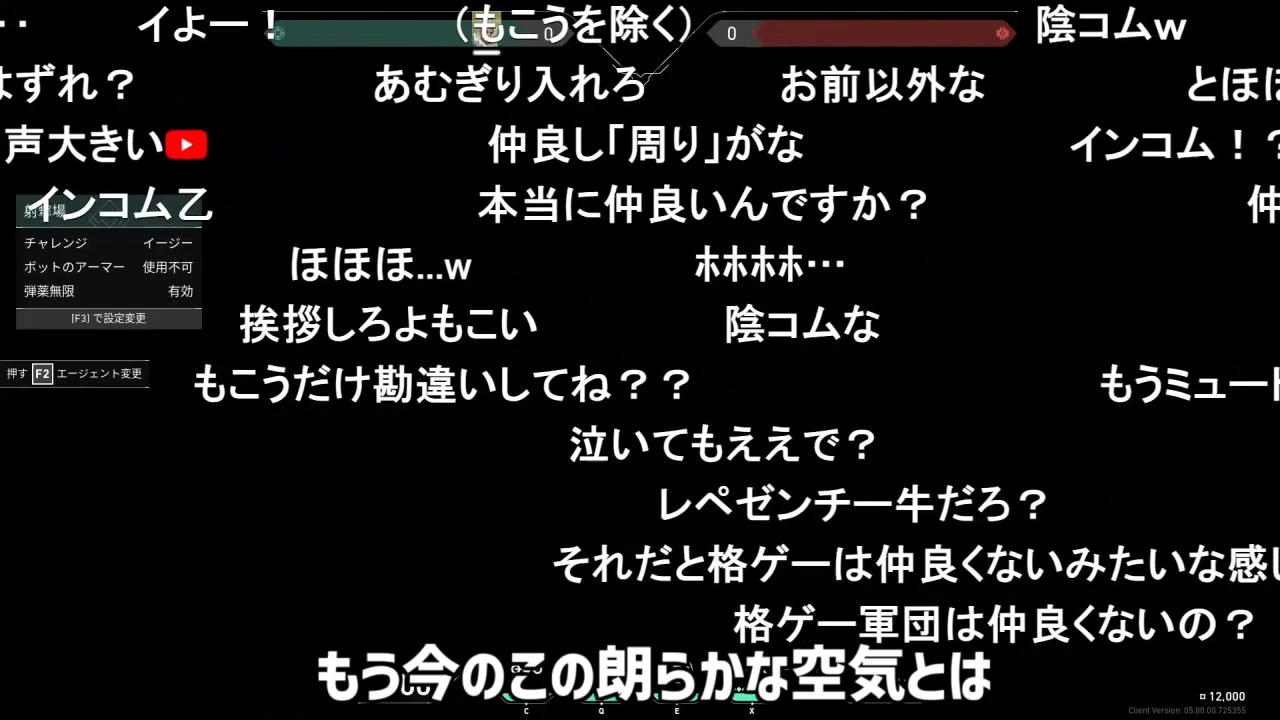 ‥ イよー！ （もこうを除く） 0 0 陰コムw
はずれ？ あむぎり入れろ お前以外な とほほ
声大きい 仲良し「周り」がな インコム！？
インコム乙 本当に仲良いんですか？ 仲
射撃場
チャレンジ イージー
ボットのアーマー 使用不可
弾薬無限 有効
[F3] で設定変更
ほほほ...w ﾎﾎﾎﾎ…
挨拶しろよもこい 陰コムな
押す F2 エージェント変更
もこうだけ勘違いしてね？？ もうミュート
泣いてもええで？
レペゼンチー牛だろ？
それだと格ゲーは仲良くないみたいな感じ
格ゲー軍団は仲良くないの？
もう今のこの朗らかな空気とは
C Q E X
¤ 12,000
Client Version: 05.00.00.725355